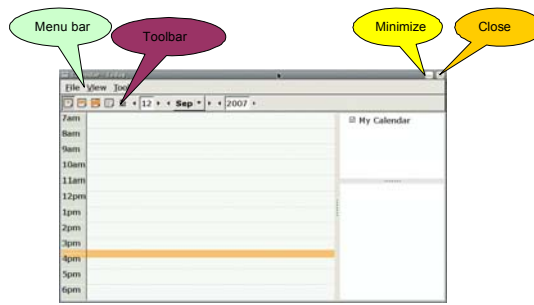 Menu bar
Toolbar
Minimize
Close
File View
12 Sep 2007
7am
8am
9am
10am
11am
12pm
1pm
2pm
3pm
4pm
5pm
6pm
My Calendar